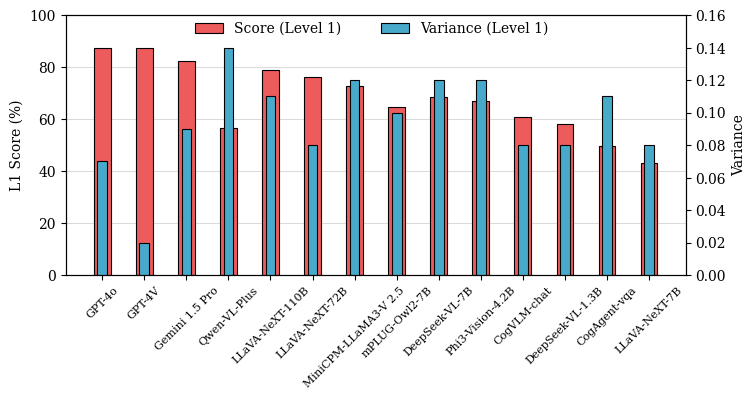 Score (Level 1)
Variance (Level 1)
L1 Score (%)
100
80
60
40
20
0
0.16
0.14
0.12
0.10
0.08
0.06
0.04
0.02
0.00
Variance
GPT-4o
GPT-4V
Gemini 1.5 Pro
Qwen-VL-Plus
LLaVA-NeXT-110B
LLaVA-NeXT-72B
MiniCPM-LLaMA3-V 2.5
mPLUG-Owl2-7B
DeepSeek-VL-7B
Phi3-Vision-4.2B
CogVLM-chat
DeepSeek-VL-1.3B
CogAgent-vqa
LLaVA-NeXT-7B